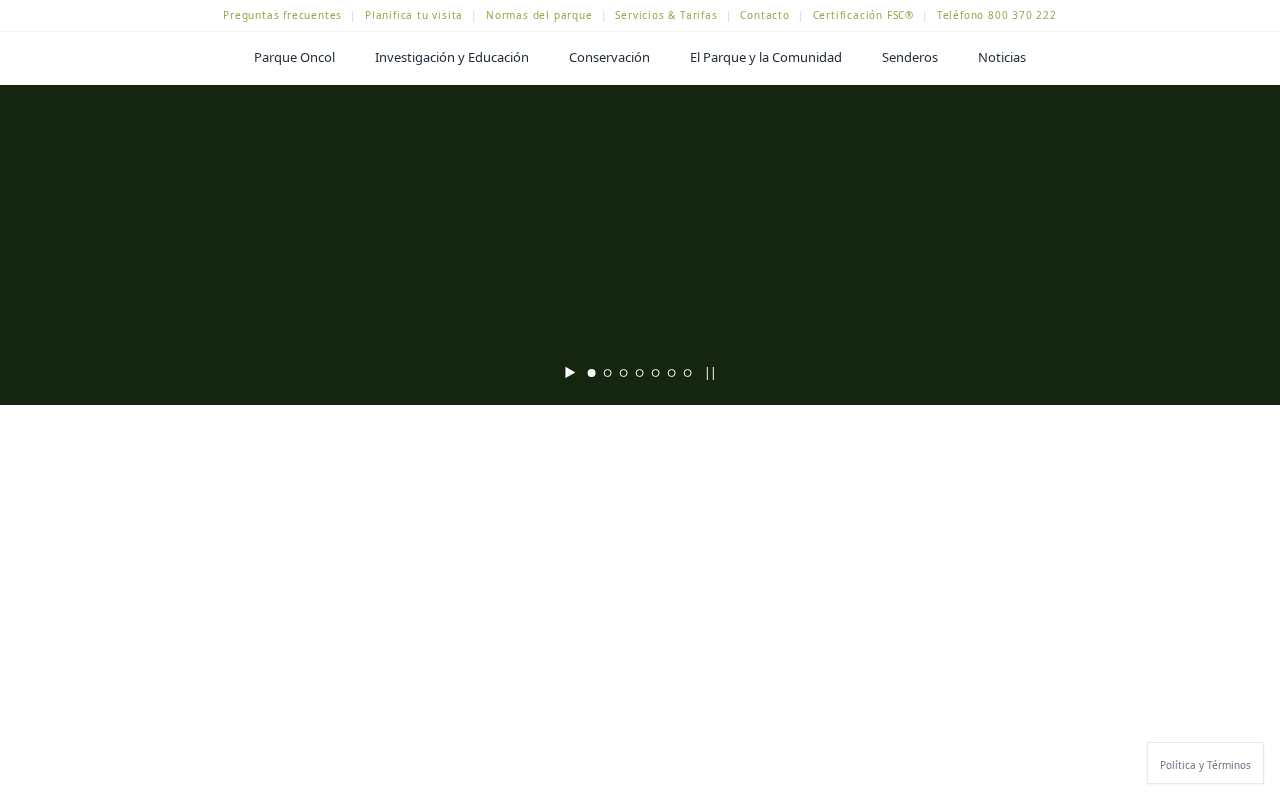 Preguntas frecuentes | Planifica tu visita | Normas del parque | Servicios & Tarifas | Contacto | Certificación FSC® | Teléfono 800 370 222
Parque Oncol Investigación y Educación Conservación El Parque y la Comunidad Senderos Noticias
Política y Términos